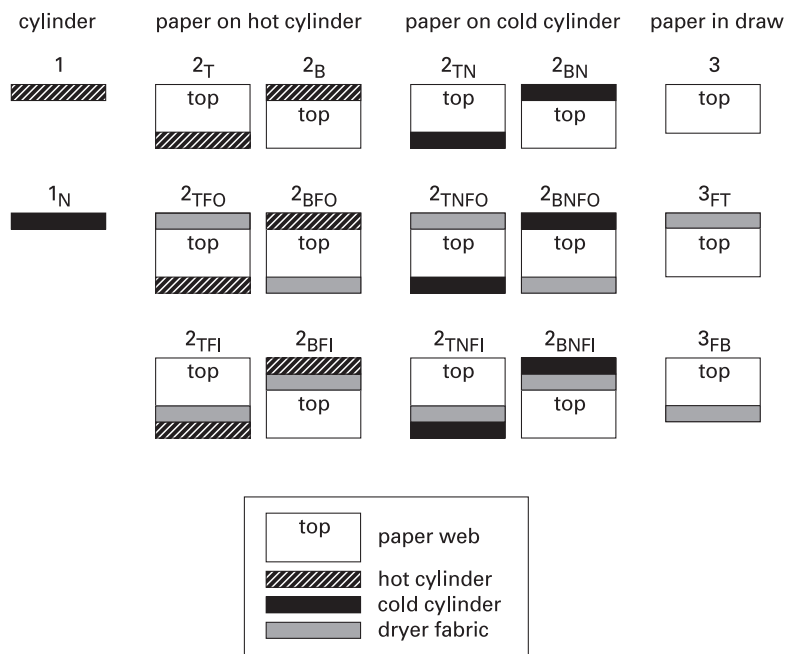 cylinder paper on hot cylinder paper on cold cylinder paper in draw
1 2T 2B 2TN 2BN 3
top top top top top
1N 2TFO 2BFO 2TNFO 2BNFO 3FT
top top top top top
2TFI 2BFI 2TNFI 2BNFI 3FB
top top top top top
top paper web
hot cylinder
cold cylinder
dryer fabric